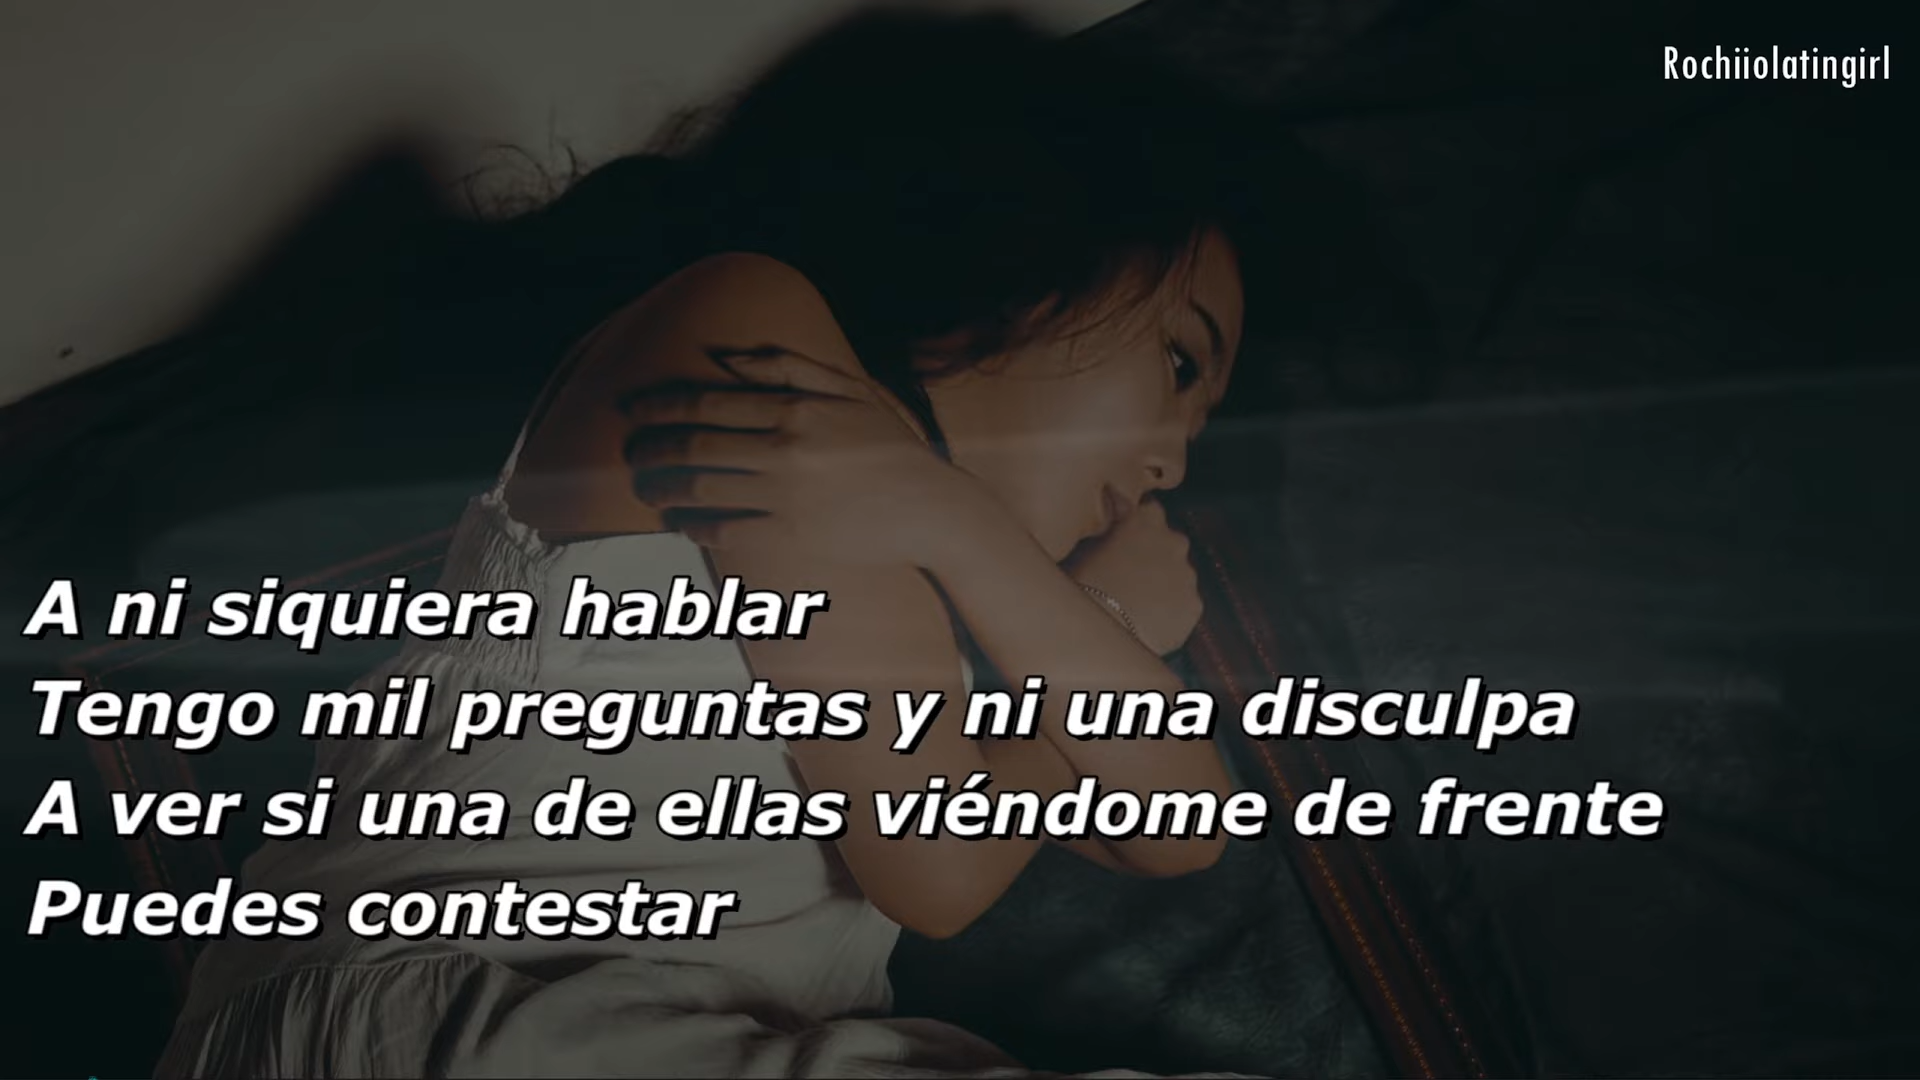 Rochiiolatingirl
A ni siquiera hablar
Tengo mil preguntas y ni una disculpa
A ver si una de ellas viéndome de frente
Puedes contestar